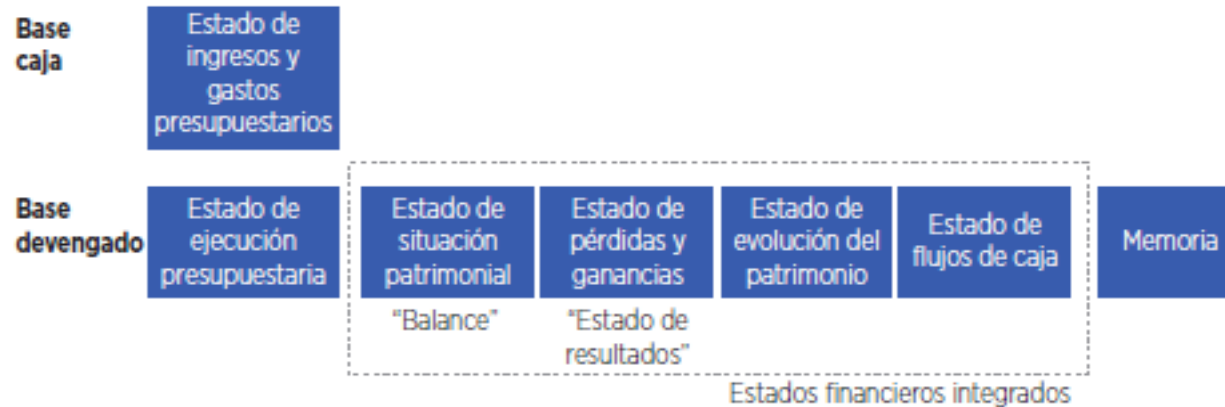 Base
caja
Estado de
ingresos y
gastos
presupuestarios
Base
devengado
Estado de
ejecución
presupuestaria
Estado de
situación
patrimonial
Estado de
pérdidas y
ganancias
Estado de
evolución del
patrimonio
Estado de
flujos de caja
Memoria
"Balance"
"Estado de
resultados"
Estados financieros integrados